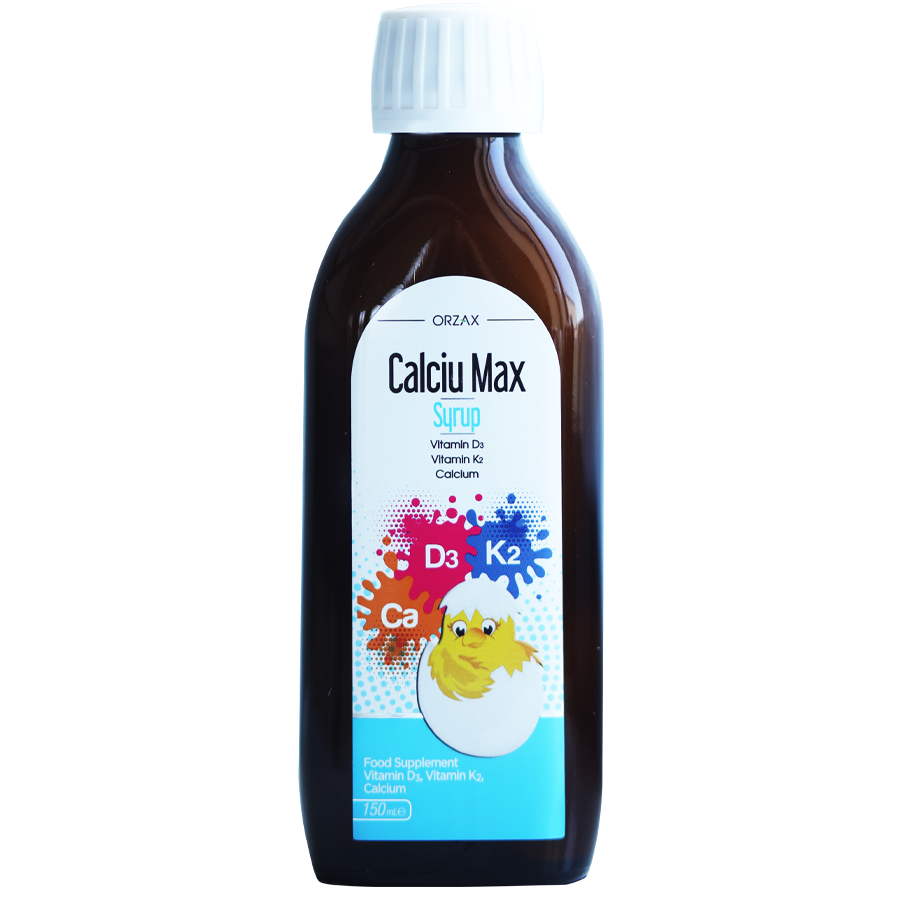 ORZAX
Calciu Max
Syrup
Vitamin D3
Vitamin K2
Calcium
D3
K2
Ca
Food Supplement
Vitamin D3, Vitamin K2,
Calcium
150 mL e